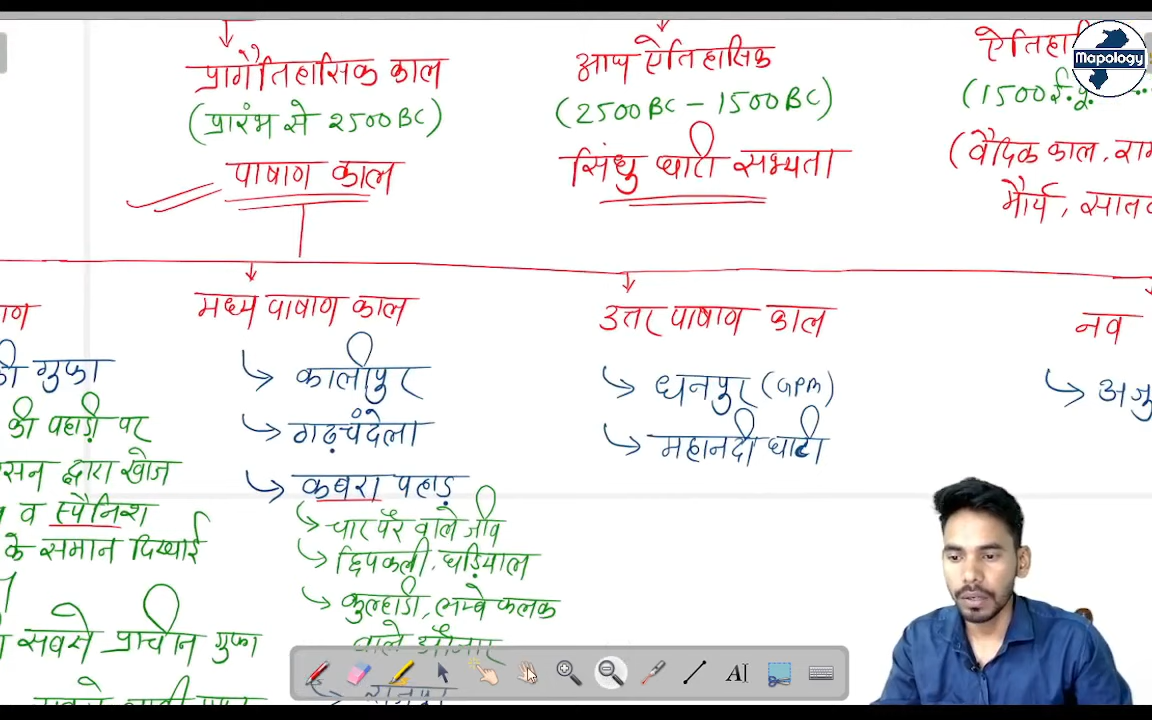 प्रागैतिहासिक काल
(प्रारंभ से 2500 BC)
पाषाण काल
आद्य ऐतिहासिक
(2500 BC - 1500 BC)
सिंधु घाटी सभ्यता
(1500 ई.पू.
(वैदिक काल,
मौर्य,
Mapology
मध्य पाषाण काल
कालीपुर
गढ़चंदेला
कबरा पहाड़
चार पैर वाले जीव
छिपकली, घड़ियाल
कुल्हाडी, लम्बे फलक
वाले औजार
उत्तर पाषाण काल
धनपुर (GPM)
महानदी घाटी
नव
की गुफा
की पहाड़ी पर
द्वारा खोज
व स्पैनिश
के समान दिखाई
सबसे प्राचीन गुफा
AI